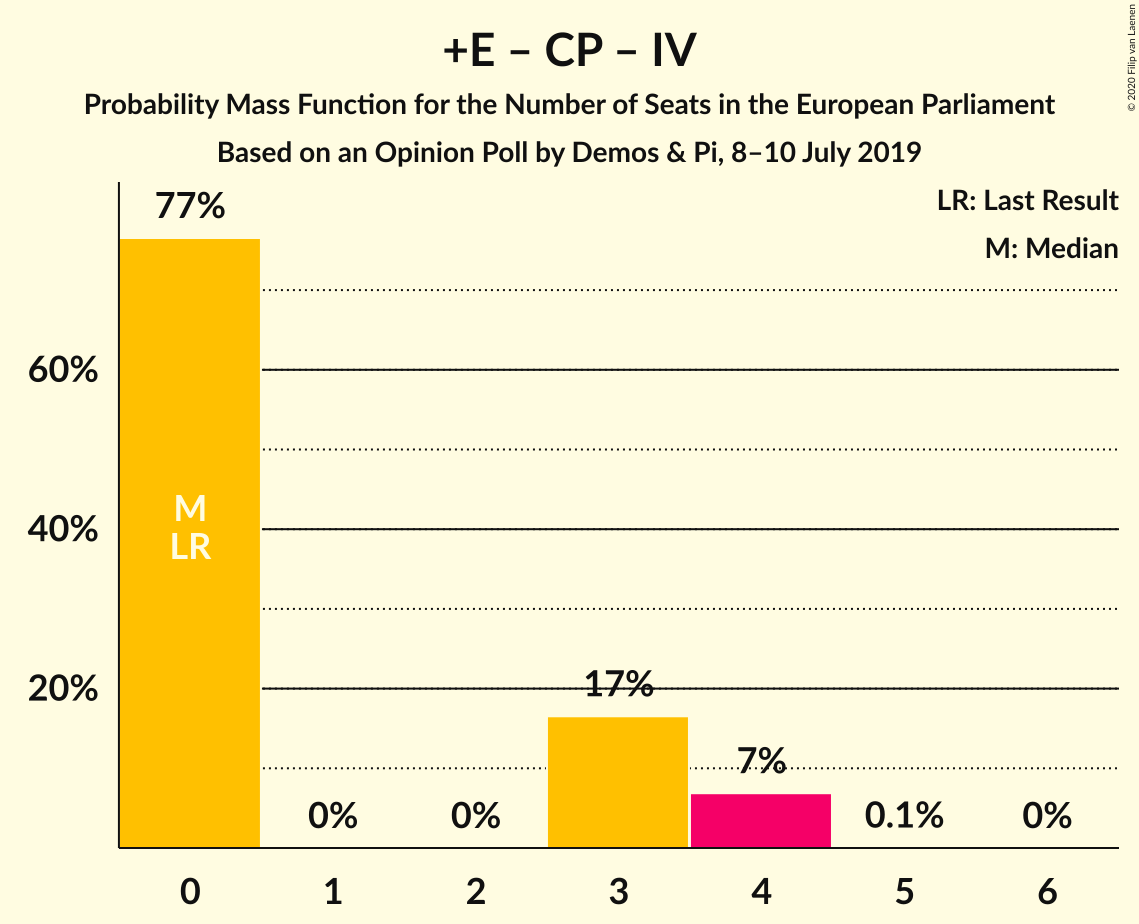 +E – CP – IV
Probability Mass Function for the Number of Seats in the European Parliament
Based on an Opinion Poll by Demos & Pi, 8–10 July 2019
© 2020 Filip van Laenen
LR: Last Result
M: Median
77%
60%
40%
20%
M
LR
0%
0%
17%
7%
0.1%
0%
0
1
2
3
4
5
6